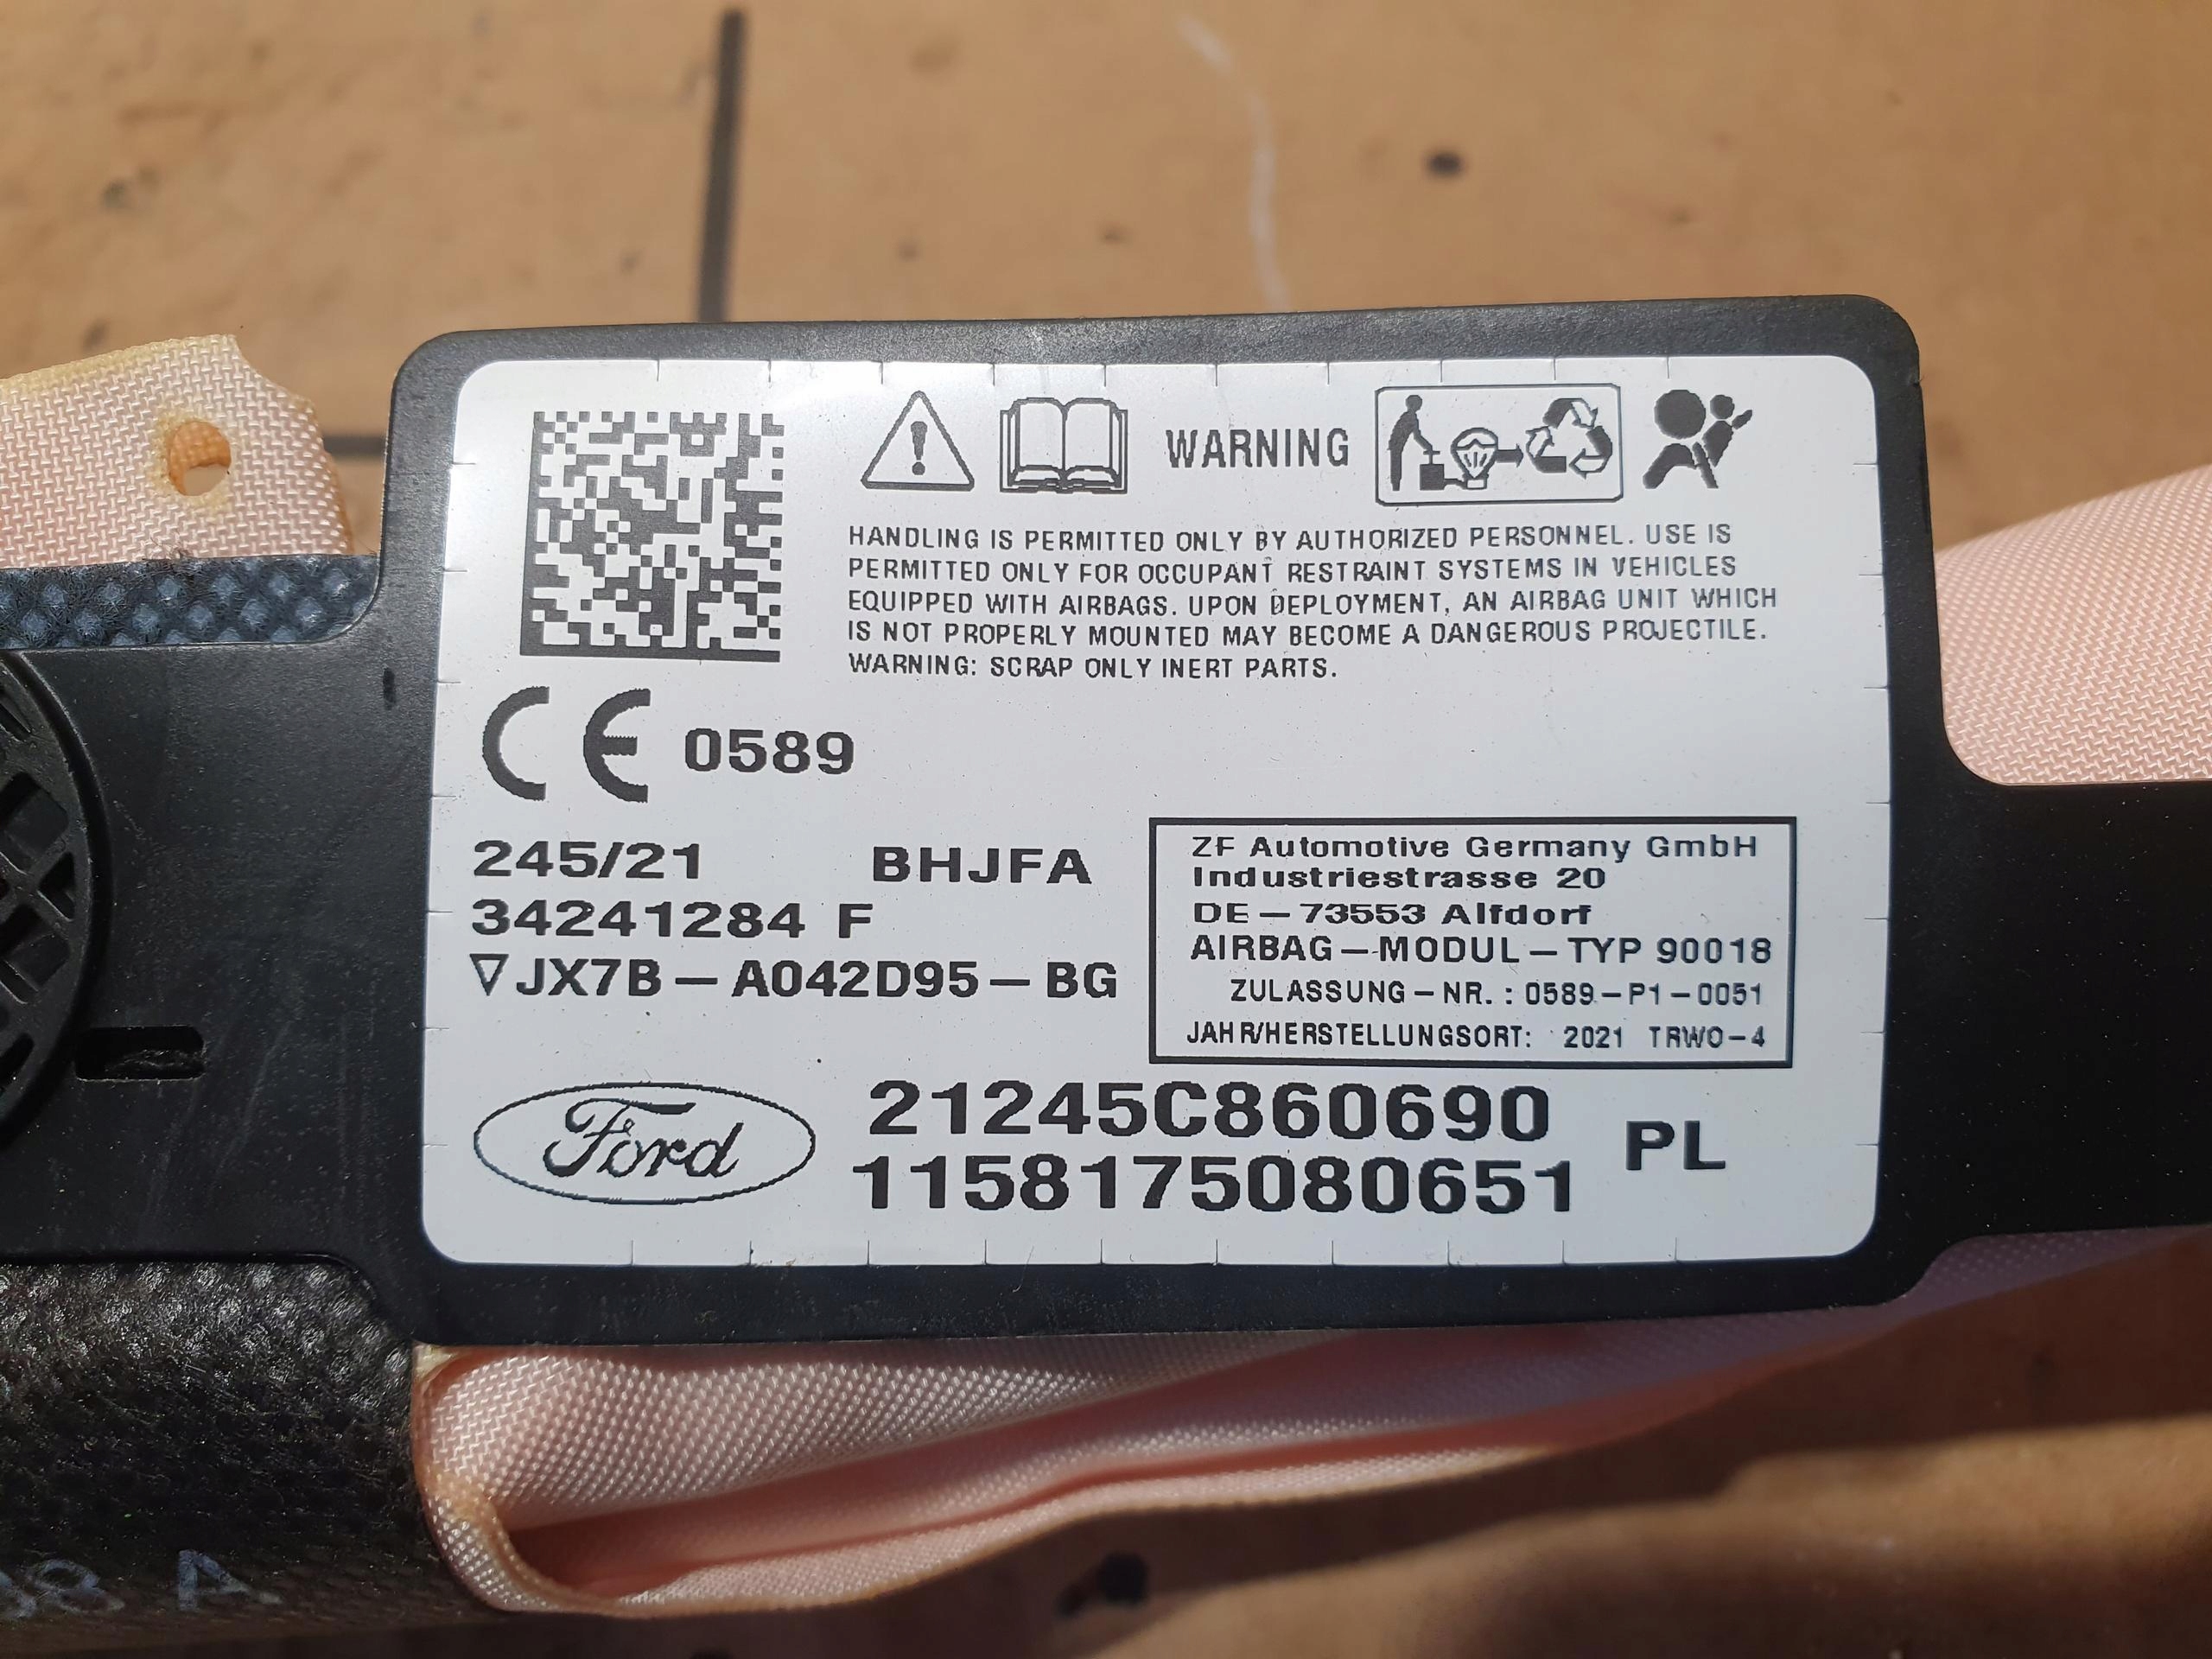 WARNING
HANDLING IS PERMITTED ONLY BY AUTHORIZED PERSONNEL. USE IS
PERMITTED ONLY FOR OCCUPANT RESTRAINT SYSTEMS IN VEHICLES
EQUIPPED WITH AIRBAGS. UPON DEPLOYMENT, AN AIRBAG UNIT WHICH
IS NOT PROPERLY MOUNTED MAY BECOME A DANGEROUS PROJECTILE.
WARNING: SCRAP ONLY INERT PARTS.
CE 0589
245/21 BHJFA
34241284 F
▽JX7B-A042D95-BG
ZF Automotive Germany GmbH
Industriestrasse 20
DE-73553 Alfdorf
AIRBAG-MODUL-TYP 90018
ZULASSUNG-NR.: 0589-P1-0051
JAHR/HERSTELLUNGSORT: 2021 TRWO-4
Ford
21245C860690
1158175080651
PL
8 A